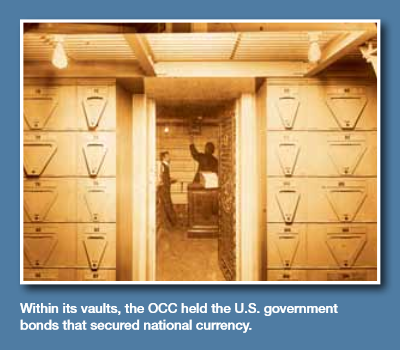 Within its vaults, the OCC held the U.S. government
bonds that secured national currency.